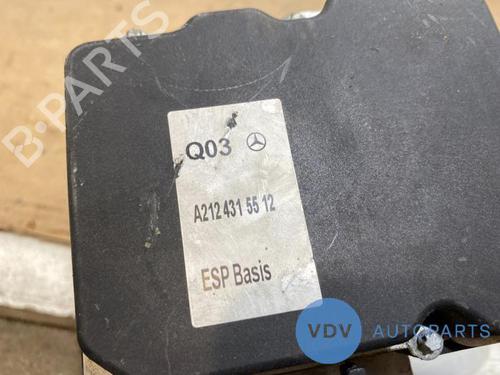 Q03
A212 431 55 12
ESP Basis
B-PARTS
VDV AUTOPARTS